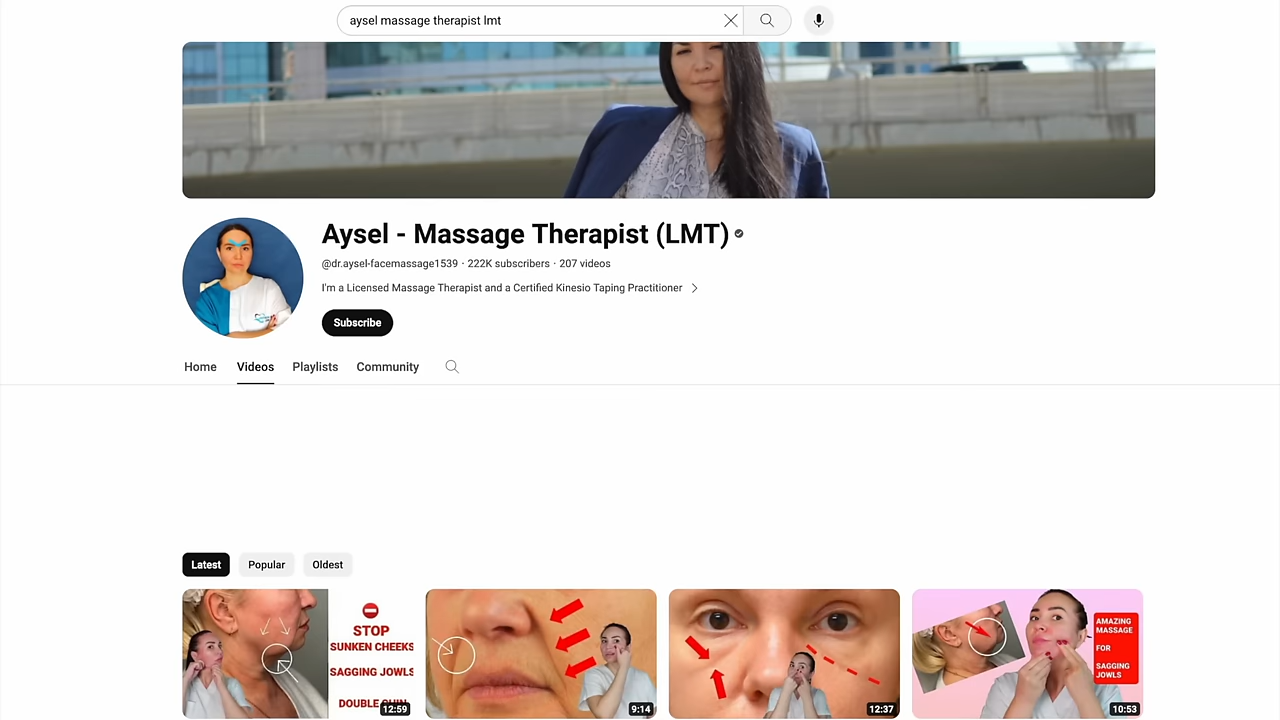 aysel massage therapist lmt
Aysel - Massage Therapist (LMT)
@dr.aysel-facemassage1539 · 222K subscribers · 207 videos
I'm a Licensed Massage Therapist and a Certified Kinesio Taping Practitioner
Subscribe
Home Videos Playlists Community
Latest Popular Oldest
STOP
SUNKEN CHEEKS
SAGGING JOWLS
DOUBLE
12:59
9:14
12:37
AMAZING
MASSAGE
FOR
SAGGING
JOWLS
10:53